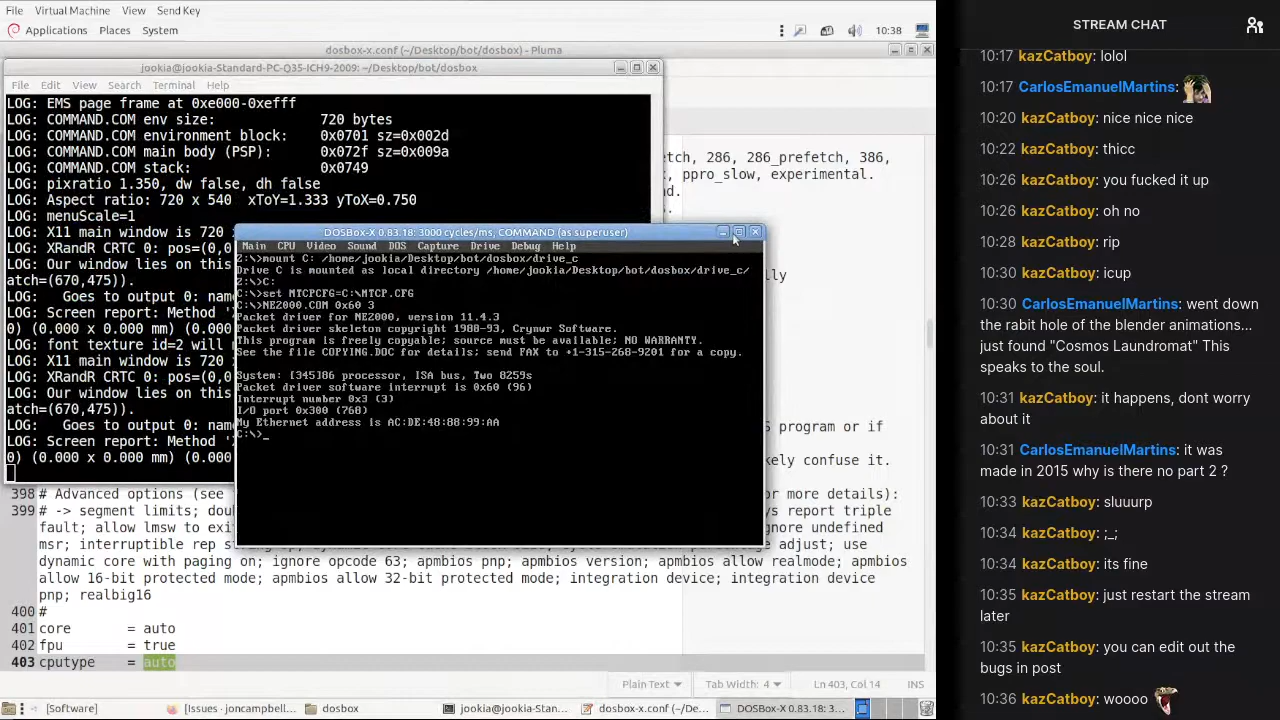 File Virtual Machine View Send Key
Applications Places System 10:38
dosbox-x.conf (~/Desktop/bot/dosbox) - Pluma
jookia@jookia-Standard-PC-Q35-ICH9-2009: ~/Desktop/bot/dosbox
File Edit View Search Terminal Help
LOG: EMS page frame at 0xe000-0xefff
LOG: COMMAND.COM env size: 720 bytes
LOG: COMMAND.COM environment block: 0x0701 sz=0x002d
LOG: COMMAND.COM main body (PSP): 0x072f sz=0x009a
LOG: COMMAND.COM stack: 0x0749
LOG: pixratio 1.350, dw false, dh false
LOG: Aspect ratio: 720 x 540 xToY=1.333 yToX=0.750
LOG: menuScale=1
LOG: X11 main window is 720
LOG: XRandR CRTC 0: pos=(0,0
LOG: Our window lies on this
atch=(670,475)).
LOG: Goes to output 0: name
LOG: Screen report: Method '
0) (0.000 x 0.000 mm) (0.000
LOG: font texture id=2 will
LOG: X11 main window is 720
LOG: XRandR CRTC 0: pos=(0,0
LOG: Our window lies on this
atch=(670,475)).
LOG: Goes to output 0: name
LOG: Screen report: Method '
0) (0.000 x 0.000 mm) (0.000
etch, 286, 286_prefetch, 386,
, ppro_slow, experimental.
nd.
ally
S program or if
kely confuse it.
DOSBox-X 0.83.18: 3000 cycles/ms, COMMAND (as superuser)
Main CPU Video Sound DOS Capture Drive Debug Help
Z:\>mount C: /home/jookia/Desktop/bot/dosbox/drive_c
Drive C is mounted as local directory /home/jookia/Desktop/bot/dosbox/drive_c/
Z:\>C:
C:\>set MTCPCFG=C:\MTCP.CFG
C:\>NE2000.COM 0x60 3
Packet driver for NE2000, version 11.4.3
Packet driver skeleton copyright 1988-93, Crynwr Software.
This program is freely copyable; source must be available; NO WARRANTY.
See the file COPYING.DOC for details; send FAX to +1-315-268-9201 for a copy.
System: [345]86 processor, ISA bus, Two 8259s
Packet driver software interrupt is 0x60 (96)
Interrupt number 0x3 (3)
I/O port 0x300 (768)
My Ethernet address is AC:DE:48:88:99:AA
C:\>_
398 # Advanced options (see or more details):
399 # -> segment limits; dou ys report triple
fault; allow lmsw to exi gnore undefined
msr; interruptible rep s adjust; use
dynamic core with paging on; ignore opcode 63; apmbios pnp; apmbios version; apmbios allow realmode; apmbios
allow 16-bit protected mode; apmbios allow 32-bit protected mode; integration device; integration device
pnp; realbig16
400 #
401 core = auto
402 fpu = true
403 cputype = auto
Plain Text Tab Width: 4 Ln 403, Col 14 INS
[Software] [Issues · joncampbell... dosbox jookia@jookia-Stan... dosbox-x.conf (~/De... DOSBox-X 0.83.18: 3...
STREAM CHAT
10:17 kazCatboy: lolol
10:17 CarlosEmanuelMartins:
10:20 kazCatboy: nice nice nice
10:22 kazCatboy: thicc
10:26 kazCatboy: you fucked it up
10:26 kazCatboy: oh no
10:28 kazCatboy: rip
10:30 kazCatboy: icup
10:30 CarlosEmanuelMartins: went down
the rabit hole of the blender animations...
just found "Cosmos Laundromat" This
speaks to the soul.
10:31 kazCatboy: it happens, dont worry
about it
10:31 CarlosEmanuelMartins: it was
made in 2015 why is there no part 2 ?
10:33 kazCatboy: sluuurp
10:34 kazCatboy: ;_;
10:34 kazCatboy: its fine
10:35 kazCatboy: just restart the stream
later
10:35 kazCatboy: you can edit out the
bugs in post
10:36 kazCatboy: woooo